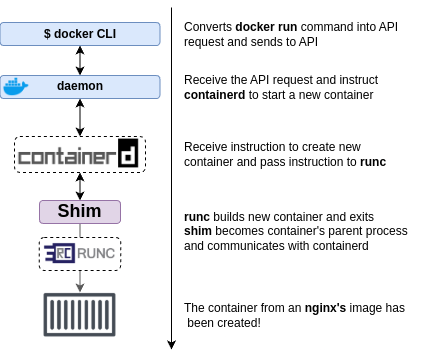 $ docker CLI
Converts docker run command into API
request and sends to API
daemon
Receive the API request and instruct
containerd to start a new container
containerd
Receive instruction to create new
container and pass instruction to runc
Shim
runc builds new container and exits
shim becomes container's parent process
and communicates with containerd
RUNC
The container from an nginx's image has
been created!